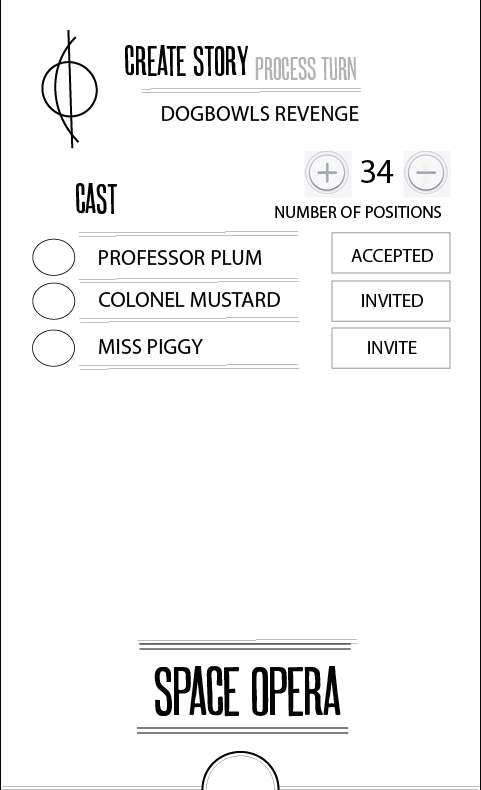 CREATE STORY PROCESS TURN
DOGBOWLS REVENGE
34
CAST
NUMBER OF POSITIONS
PROFESSOR PLUM ACCEPTED
COLONEL MUSTARD INVITED
MISS PIGGY INVITE
SPACE OPERA